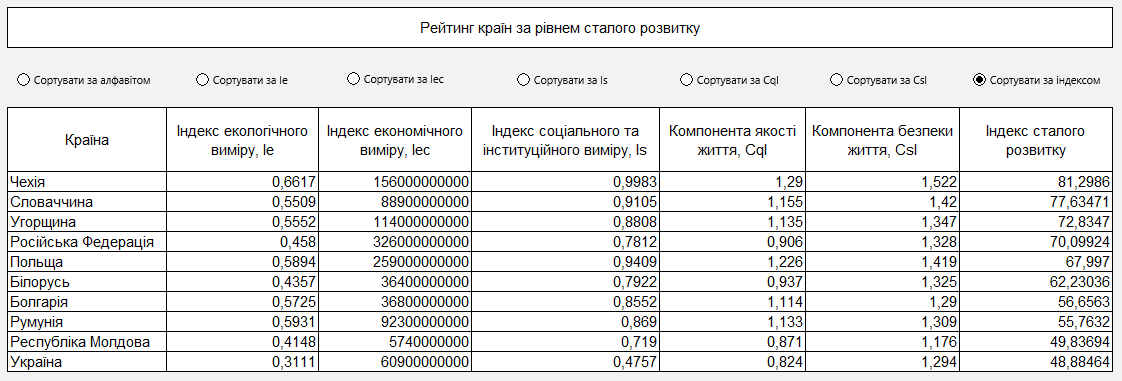 Рейтинг країн за рівнем сталого розвитку
Сортувати за алфавітом Сортувати за Ie Сортувати за Iec Сортувати за Is Сортувати за Cql Сортувати за Csl Сортувати за індексом
Країна Індекс екологічного виміру, Ie Індекс економічного виміру, Iec Індекс соціального та інституційного виміру, Is Компонента якості життя, Cql Компонента безпеки життя, Csl Індекс сталого розвитку
Чехія 0,6617 156000000000 0,9983 1,29 1,522 81,2986
Словаччина 0,5509 88900000000 0,9105 1,155 1,42 77,63471
Угорщина 0,5552 114000000000 0,8808 1,135 1,347 72,8347
Російська Федерація 0,458 326000000000 0,7812 0,906 1,328 70,09924
Польща 0,5894 259000000000 0,9409 1,226 1,419 67,997
Білорусь 0,4357 36400000000 0,7922 0,937 1,325 62,23036
Болгарія 0,5725 36800000000 0,8552 1,114 1,29 56,6563
Румунія 0,5931 92300000000 0,869 1,133 1,309 55,7632
Республіка Молдова 0,4148 5740000000 0,719 0,871 1,176 49,83694
Україна 0,3111 60900000000 0,4757 0,824 1,294 48,88464